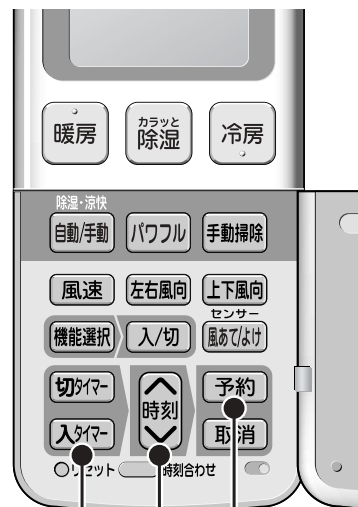 暖房
カラッと
除湿
冷房
除湿・涼快
自動/手動
パワフル
手動掃除
風速
左右風向
上下風向
センサー
機能選択
入/切
風あて/よけ
切タイマー
時刻
予約
入タイマー
取消
リセット
時刻合わせ